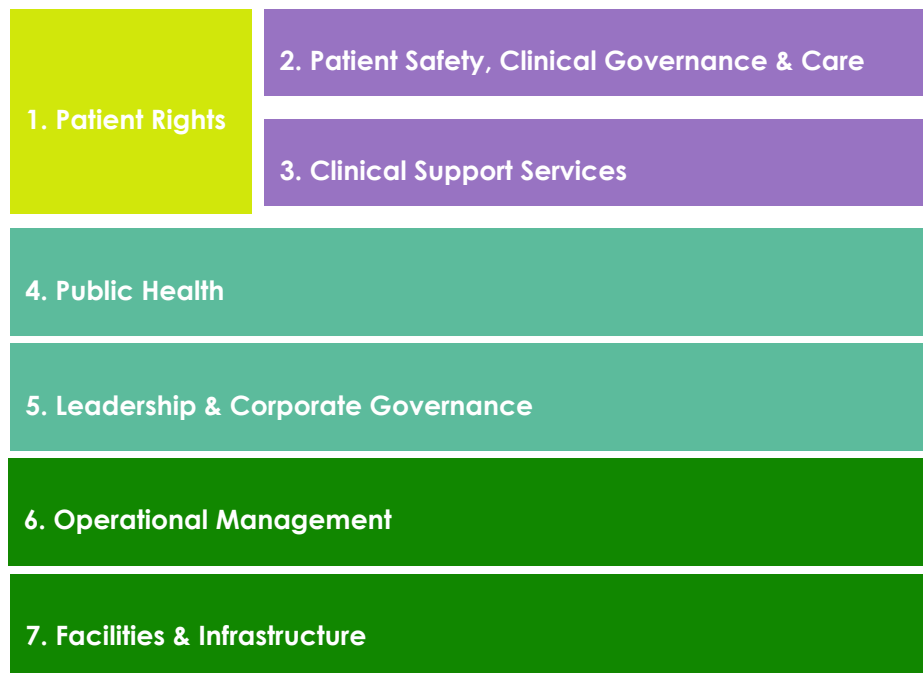 1. Patient Rights
2. Patient Safety, Clinical Governance & Care
3. Clinical Support Services
4. Public Health
5. Leadership & Corporate Governance
6. Operational Management
7. Facilities & Infrastructure